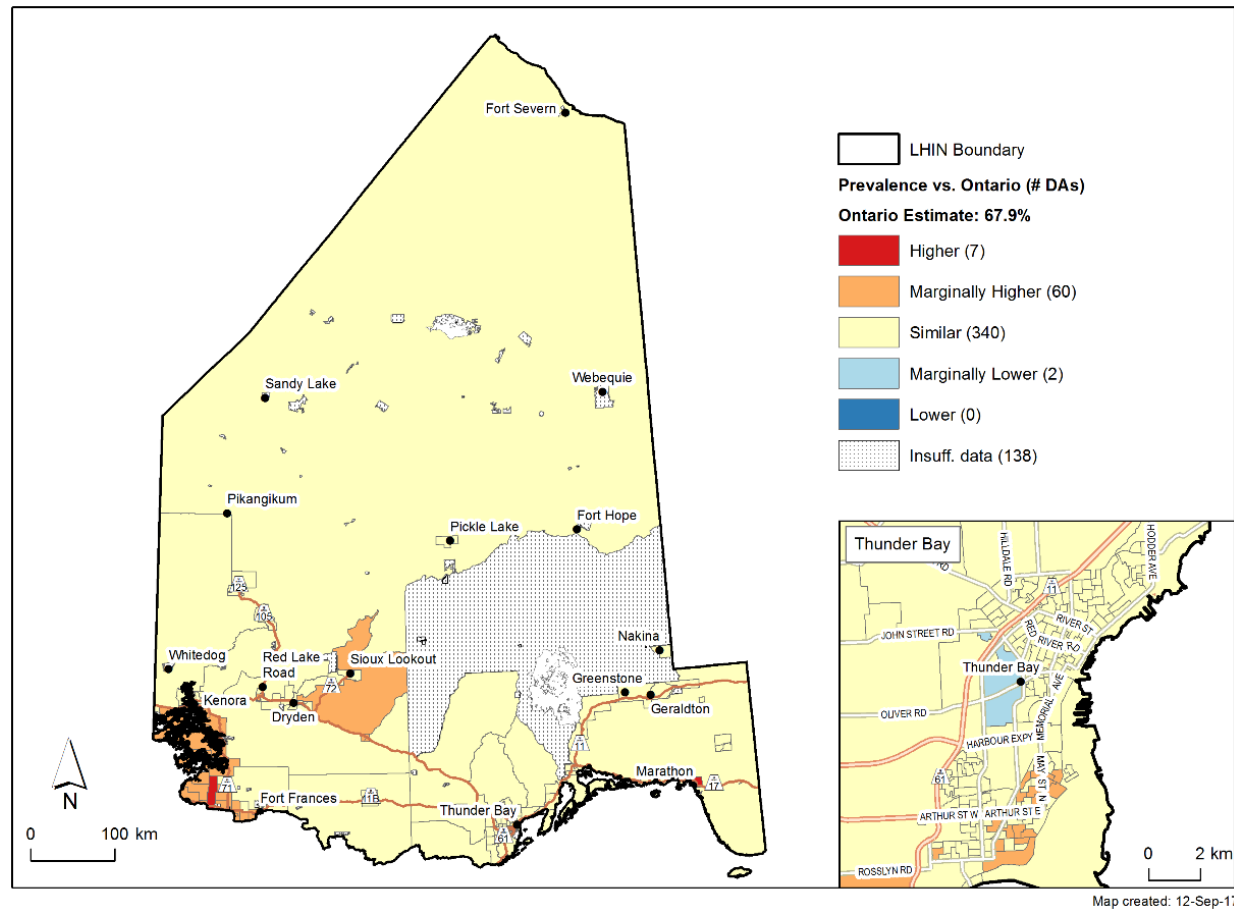 Fort Severn
LHIN Boundary
Prevalence vs. Ontario (# DAs)
Ontario Estimate: 67.9%
Higher (7)
Marginally Higher (60)
Similar (340)
Marginally Lower (2)
Lower (0)
Insuff. data (138)
Sandy Lake
Webequie
Pikangikum
Pickle Lake
Fort Hope
125
105
Nakina
Whitedog
Red Lake
Road
Sioux Lookout
72
Kenora
Dryden
Greenstone
Geraldton
11
Marathon
17
71
Fort Frances
11B
Thunder Bay
61
N
0 100 km
Thunder Bay
HILLDALE RD
HODDER AVE
RD
11
JOHN STREET RD
RIVER ST
RED RIVER RD
Thunder Bay
OLIVER RD
MEMORIAL AVE
HARBOUR EXPY
61
MAY ST N
ARTHUR ST W
ARTHUR ST E
ROSSLYN RD
0 2 km
Map created: 12-Sep-17